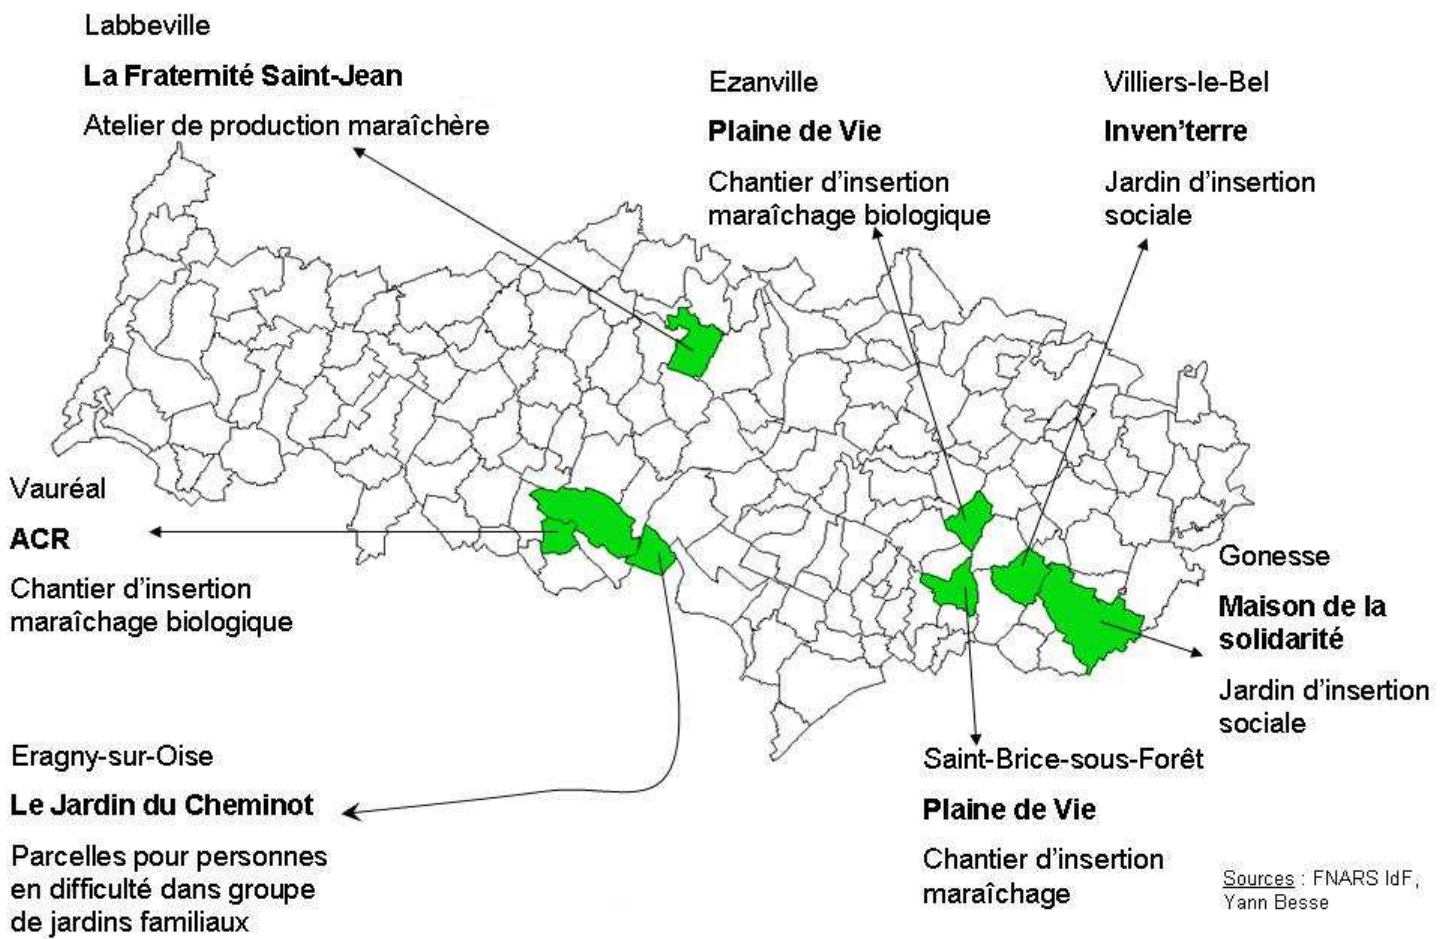 Labbeville
La Fraternité Saint-Jean
Atelier de production maraîchère
Ezanville
Plaine de Vie
Chantier d'insertion
maraîchage biologique
Villiers-le-Bel
Inven'terre
Jardin d'insertion
sociale
Vauréal
ACR
Chantier d'insertion
maraîchage biologique
Gonesse
Maison de la
solidarité
Jardin d'insertion
sociale
Eragny-sur-Oise
Le Jardin du Cheminot
Parcelles pour personnes
en difficulté dans groupe
de jardins familiaux
Saint-Brice-sous-Forêt
Plaine de Vie
Chantier d'insertion
maraîchage
Sources : FNARS IdF,
Yann Besse